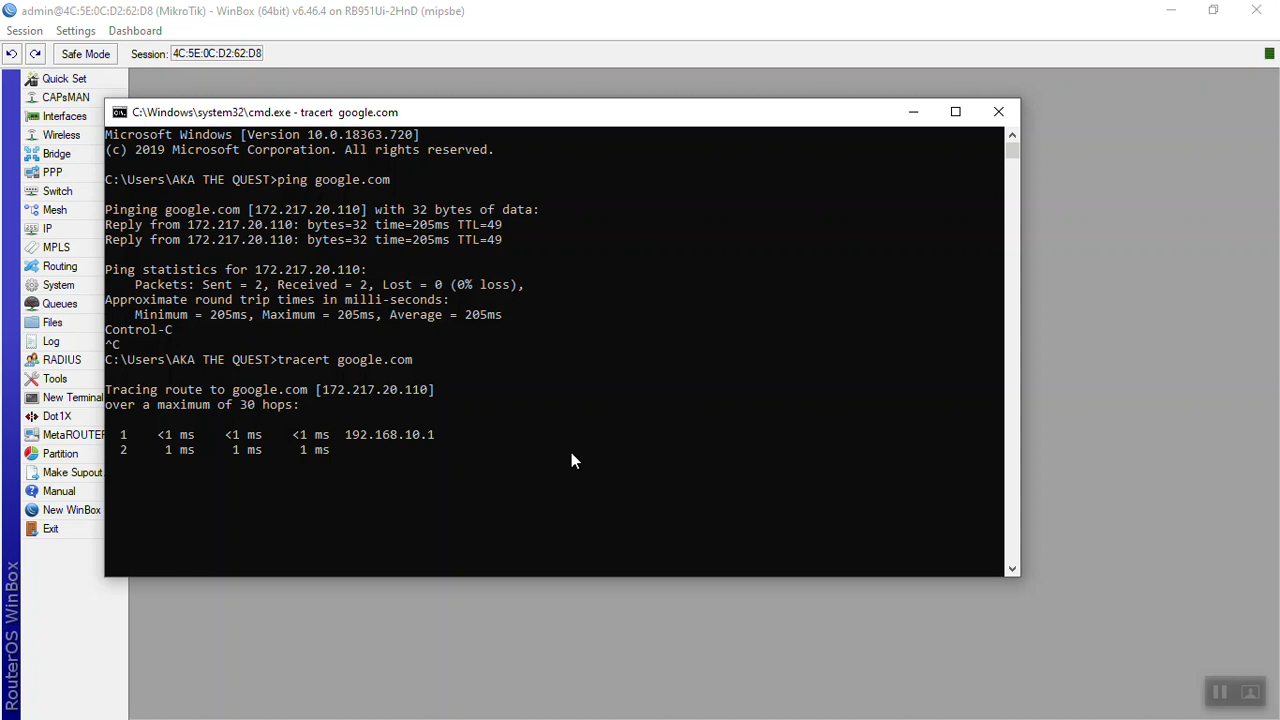 admin@4C:5E:0C:D2:62:D8 (MikroTik) - WinBox (64bit) v6.46.4 on RB951Ui-2HnD (mipsbe)
Session Settings Dashboard
Safe Mode Session: 4C:5E:0C:D2:62:D8
Quick Set
CAPsMAN
Interfaces
Wireless
Bridge
PPP
Switch
Mesh
IP
MPLS
Routing
System
Queues
Files
Log
RADIUS
Tools
New Terminal
Dot1X
MetaROUTER
Partition
Make Supout
Manual
New WinBox
Exit
RouterOS WinBox
C:\Windows\system32\cmd.exe - tracert google.com
Microsoft Windows [Version 10.0.18363.720]
(c) 2019 Microsoft Corporation. All rights reserved.
C:\Users\AKA THE QUEST>ping google.com
Pinging google.com [172.217.20.110] with 32 bytes of data:
Reply from 172.217.20.110: bytes=32 time=205ms TTL=49
Reply from 172.217.20.110: bytes=32 time=205ms TTL=49
Ping statistics for 172.217.20.110:
Packets: Sent = 2, Received = 2, Lost = 0 (0% loss),
Approximate round trip times in milli-seconds:
Minimum = 205ms, Maximum = 205ms, Average = 205ms
Control-C
^C
C:\Users\AKA THE QUEST>tracert google.com
Tracing route to google.com [172.217.20.110]
over a maximum of 30 hops:
1 <1 ms <1 ms <1 ms 192.168.10.1
2 1 ms 1 ms 1 ms